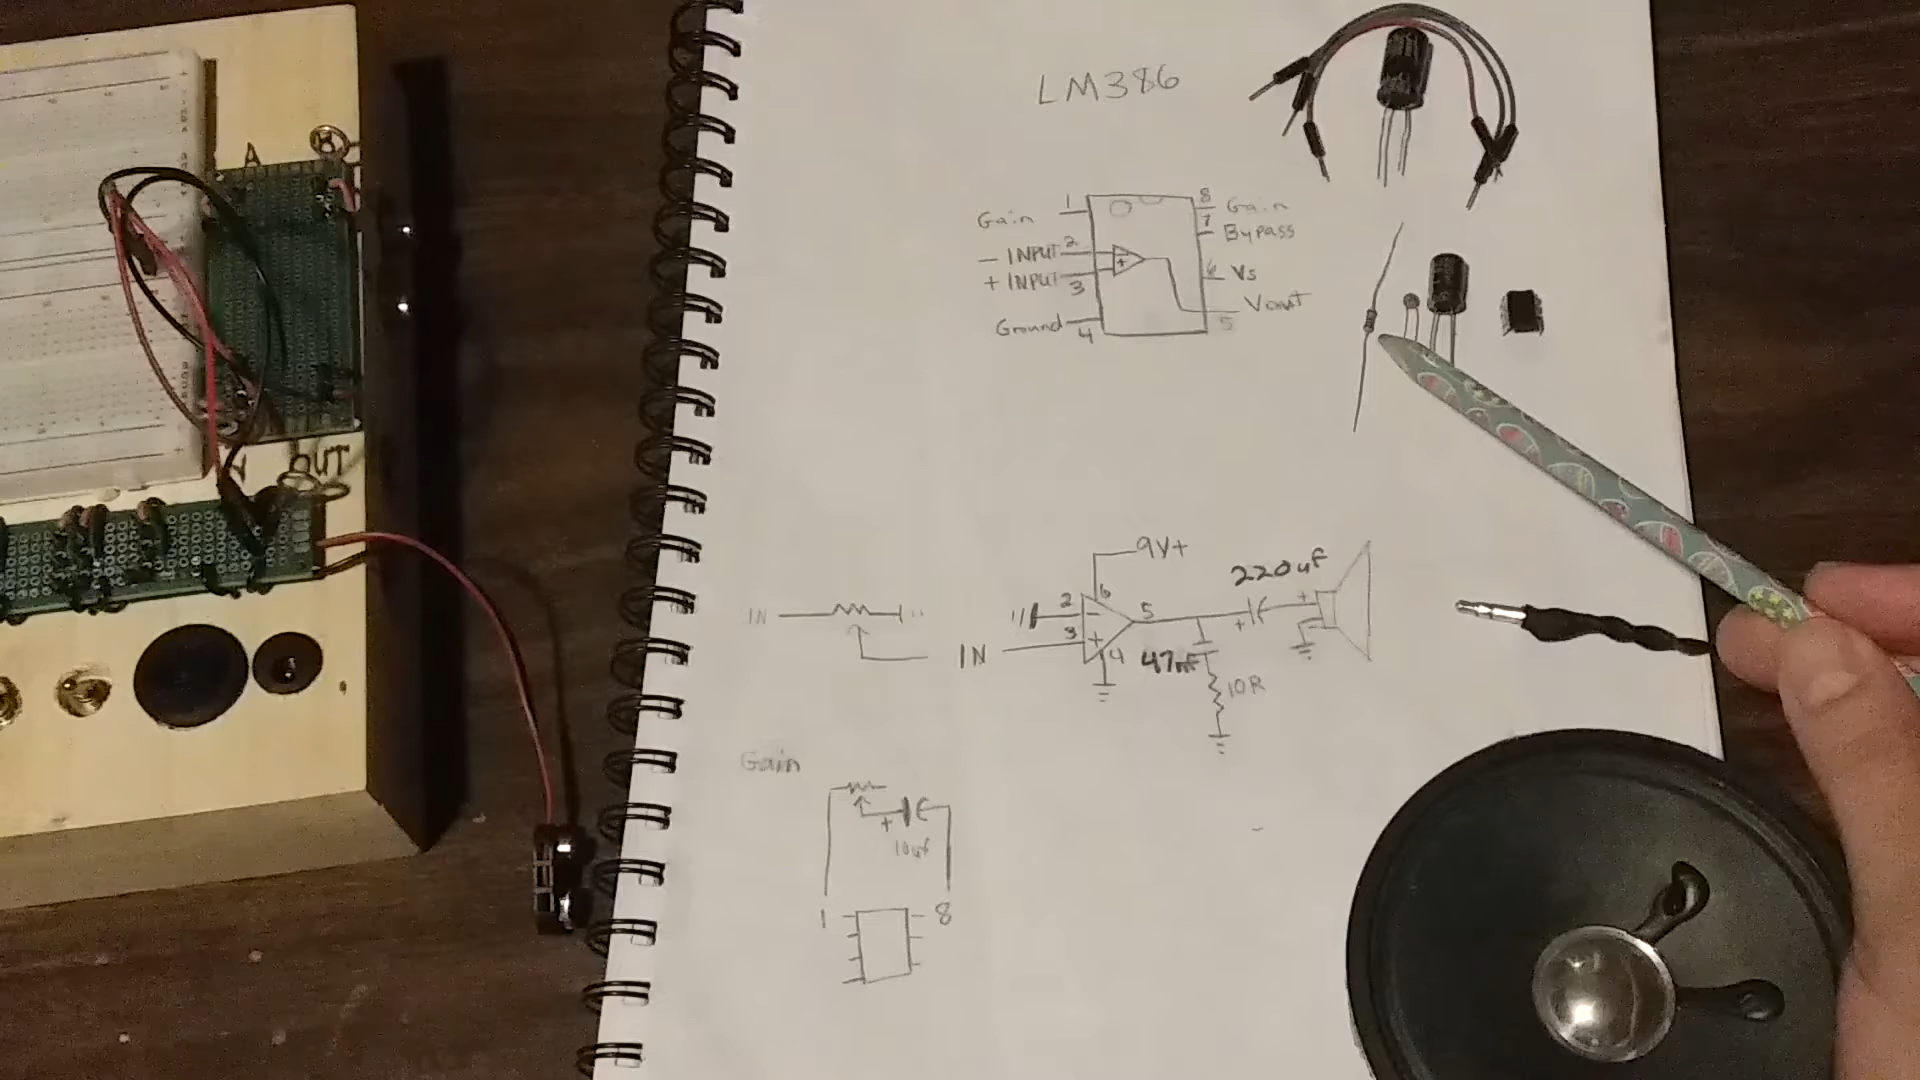 LM386
1
8
Gain
Gain
7
Bypass
- INPUT 2
+ INPUT 3
6 Vs
Vout
Ground
4
5
A
B
OUT
9V+
220uf
IN
2
6
5
+
-
3
+
IN
4
47nF
10R
+
Gain
+
10uf
1
8